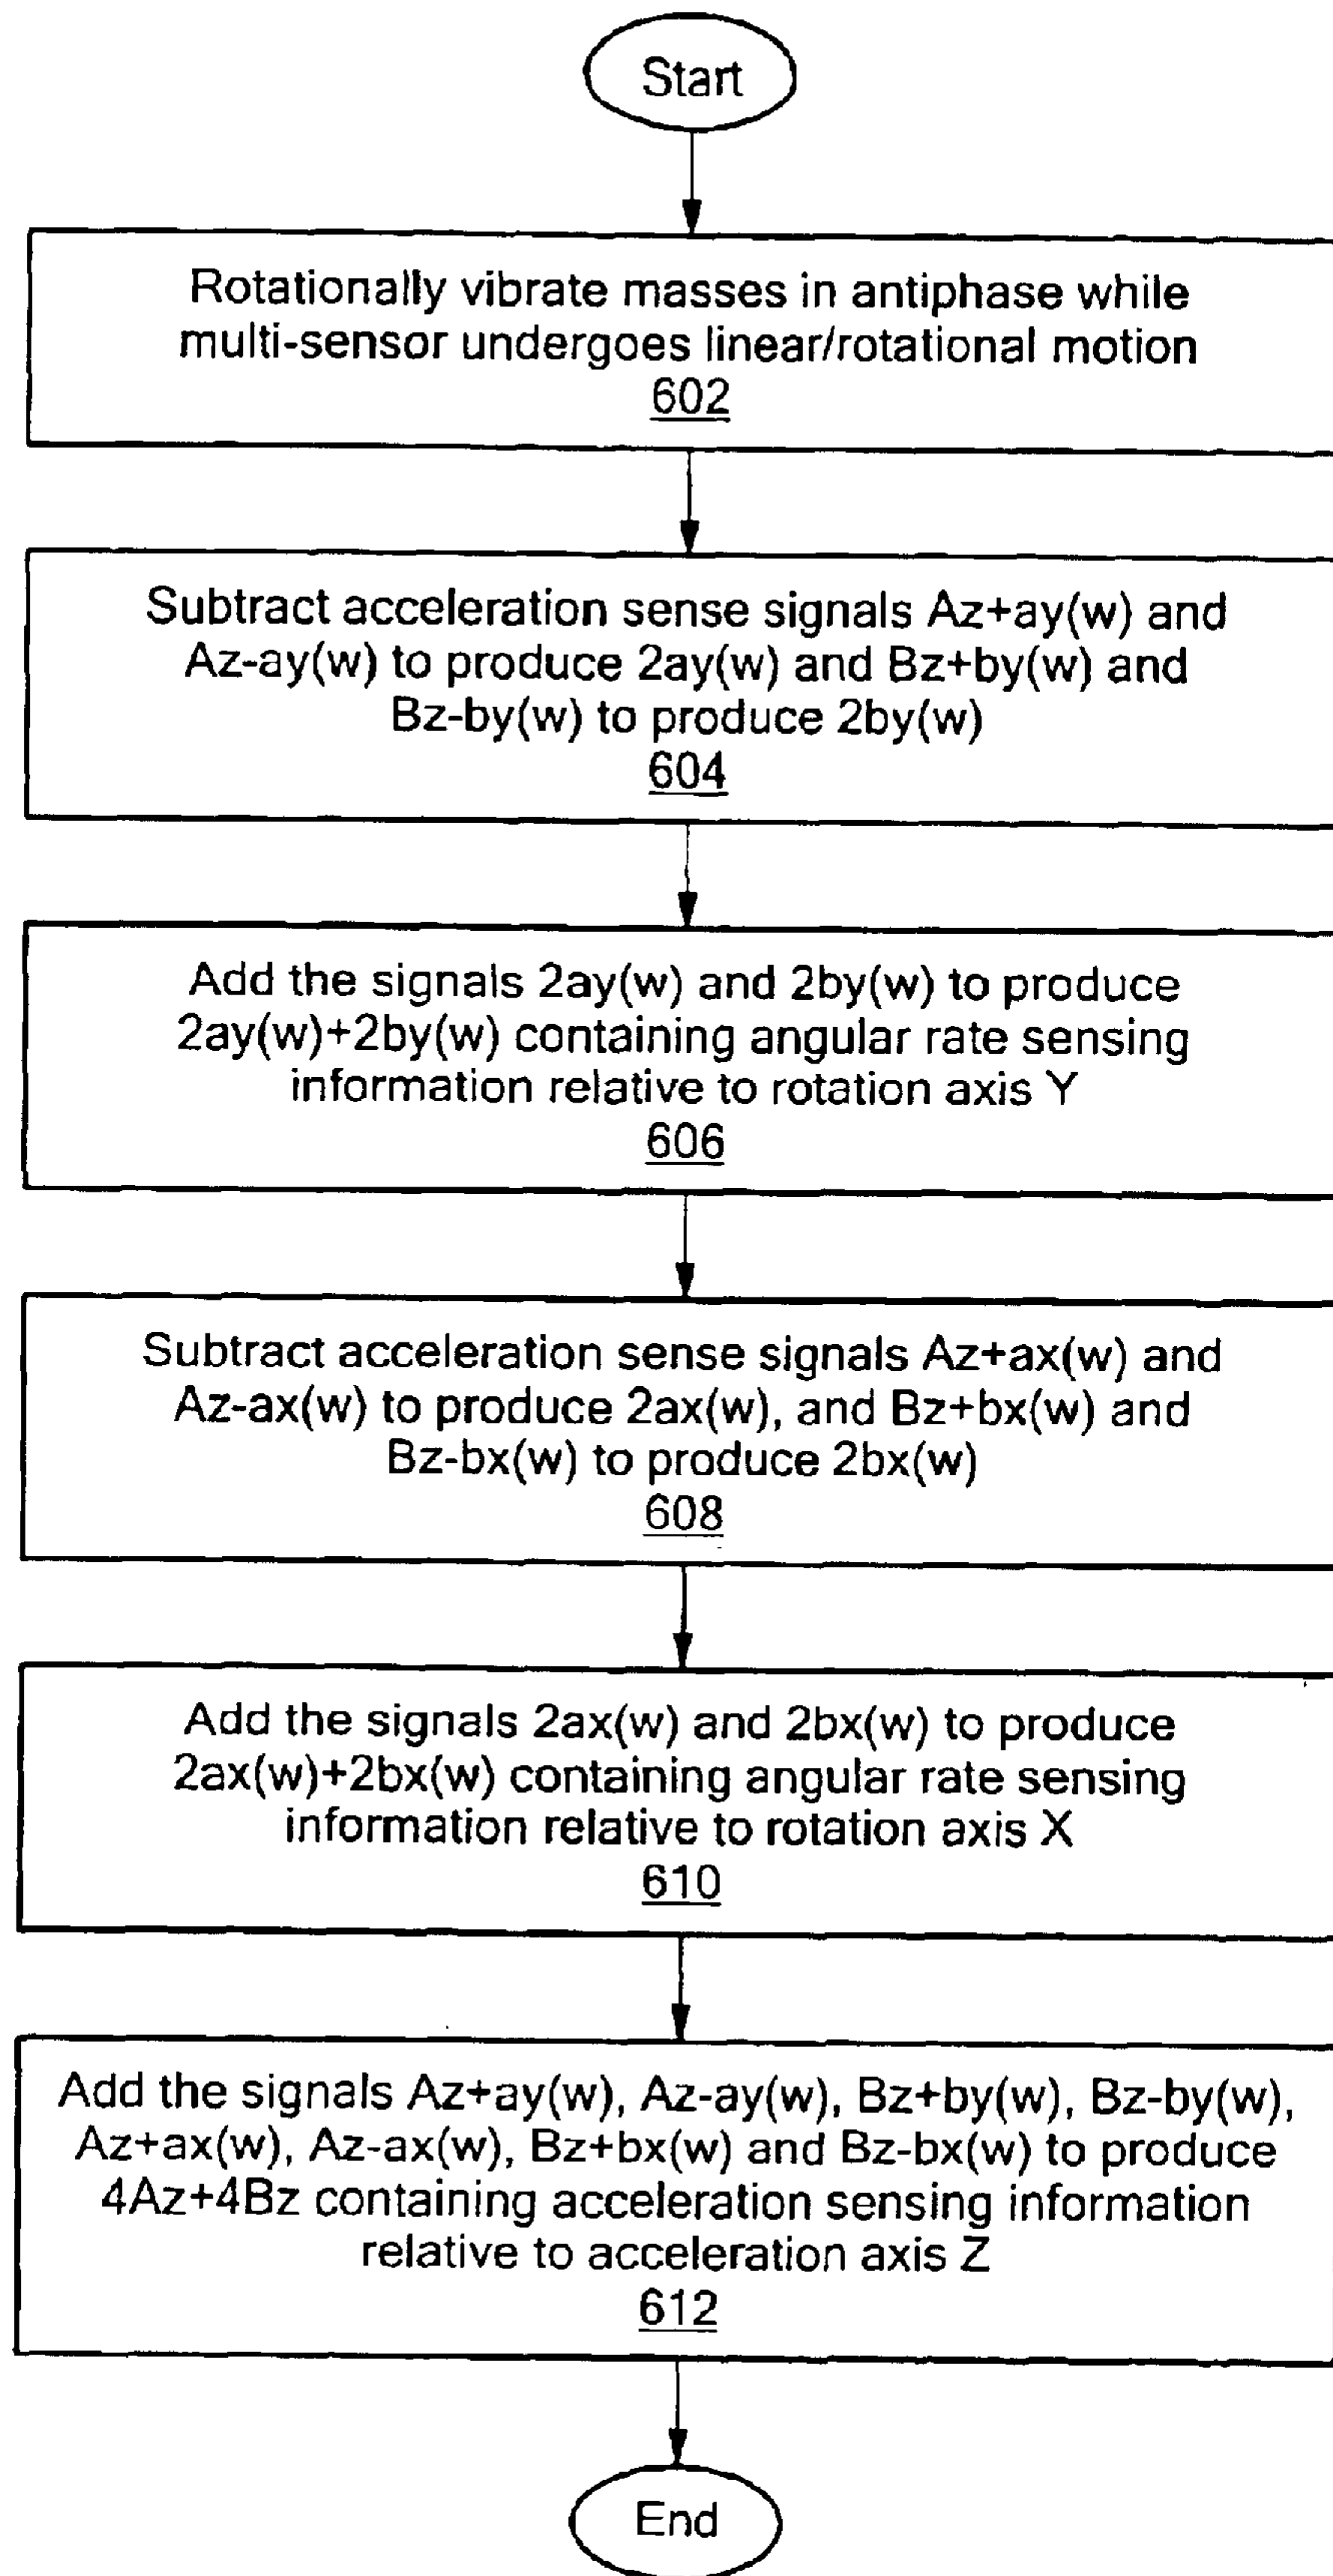 Start
Rotationally vibrate masses in antiphase while
multi-sensor undergoes linear/rotational motion
602
Subtract acceleration sense signals Az+ay(w) and
Az-ay(w) to produce 2ay(w) and Bz+by(w) and
Bz-by(w) to produce 2by(w)
604
Add the signals 2ay(w) and 2by(w) to produce
2ay(w)+2by(w) containing angular rate sensing
information relative to rotation axis Y
606
Subtract acceleration sense signals Az+ax(w) and
Az-ax(w) to produce 2ax(w), and Bz+bx(w) and
Bz-bx(w) to produce 2bx(w)
608
Add the signals 2ax(w) and 2bx(w) to produce
2ax(w)+2bx(w) containing angular rate sensing
information relative to rotation axis X
610
Add the signals Az+ay(w), Az-ay(w), Bz+by(w), Bz-by(w),
Az+ax(w), Az-ax(w), Bz+bx(w) and Bz-bx(w) to produce
4Az+4Bz containing acceleration sensing information
relative to acceleration axis Z
612
End